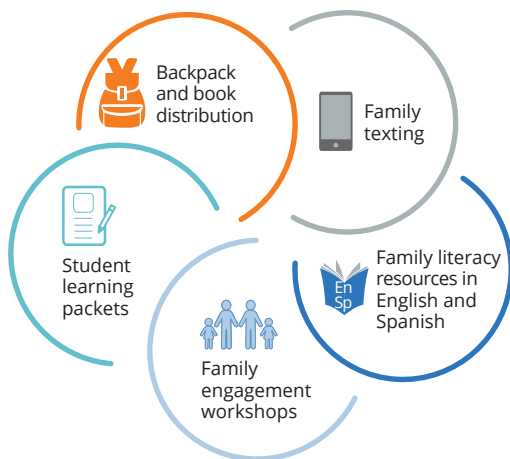 Backpack
and book
distribution
Family
texting
Family literacy
resources in
English and
Spanish
En
Sp
Family
engagement
workshops
Student
learning
packets